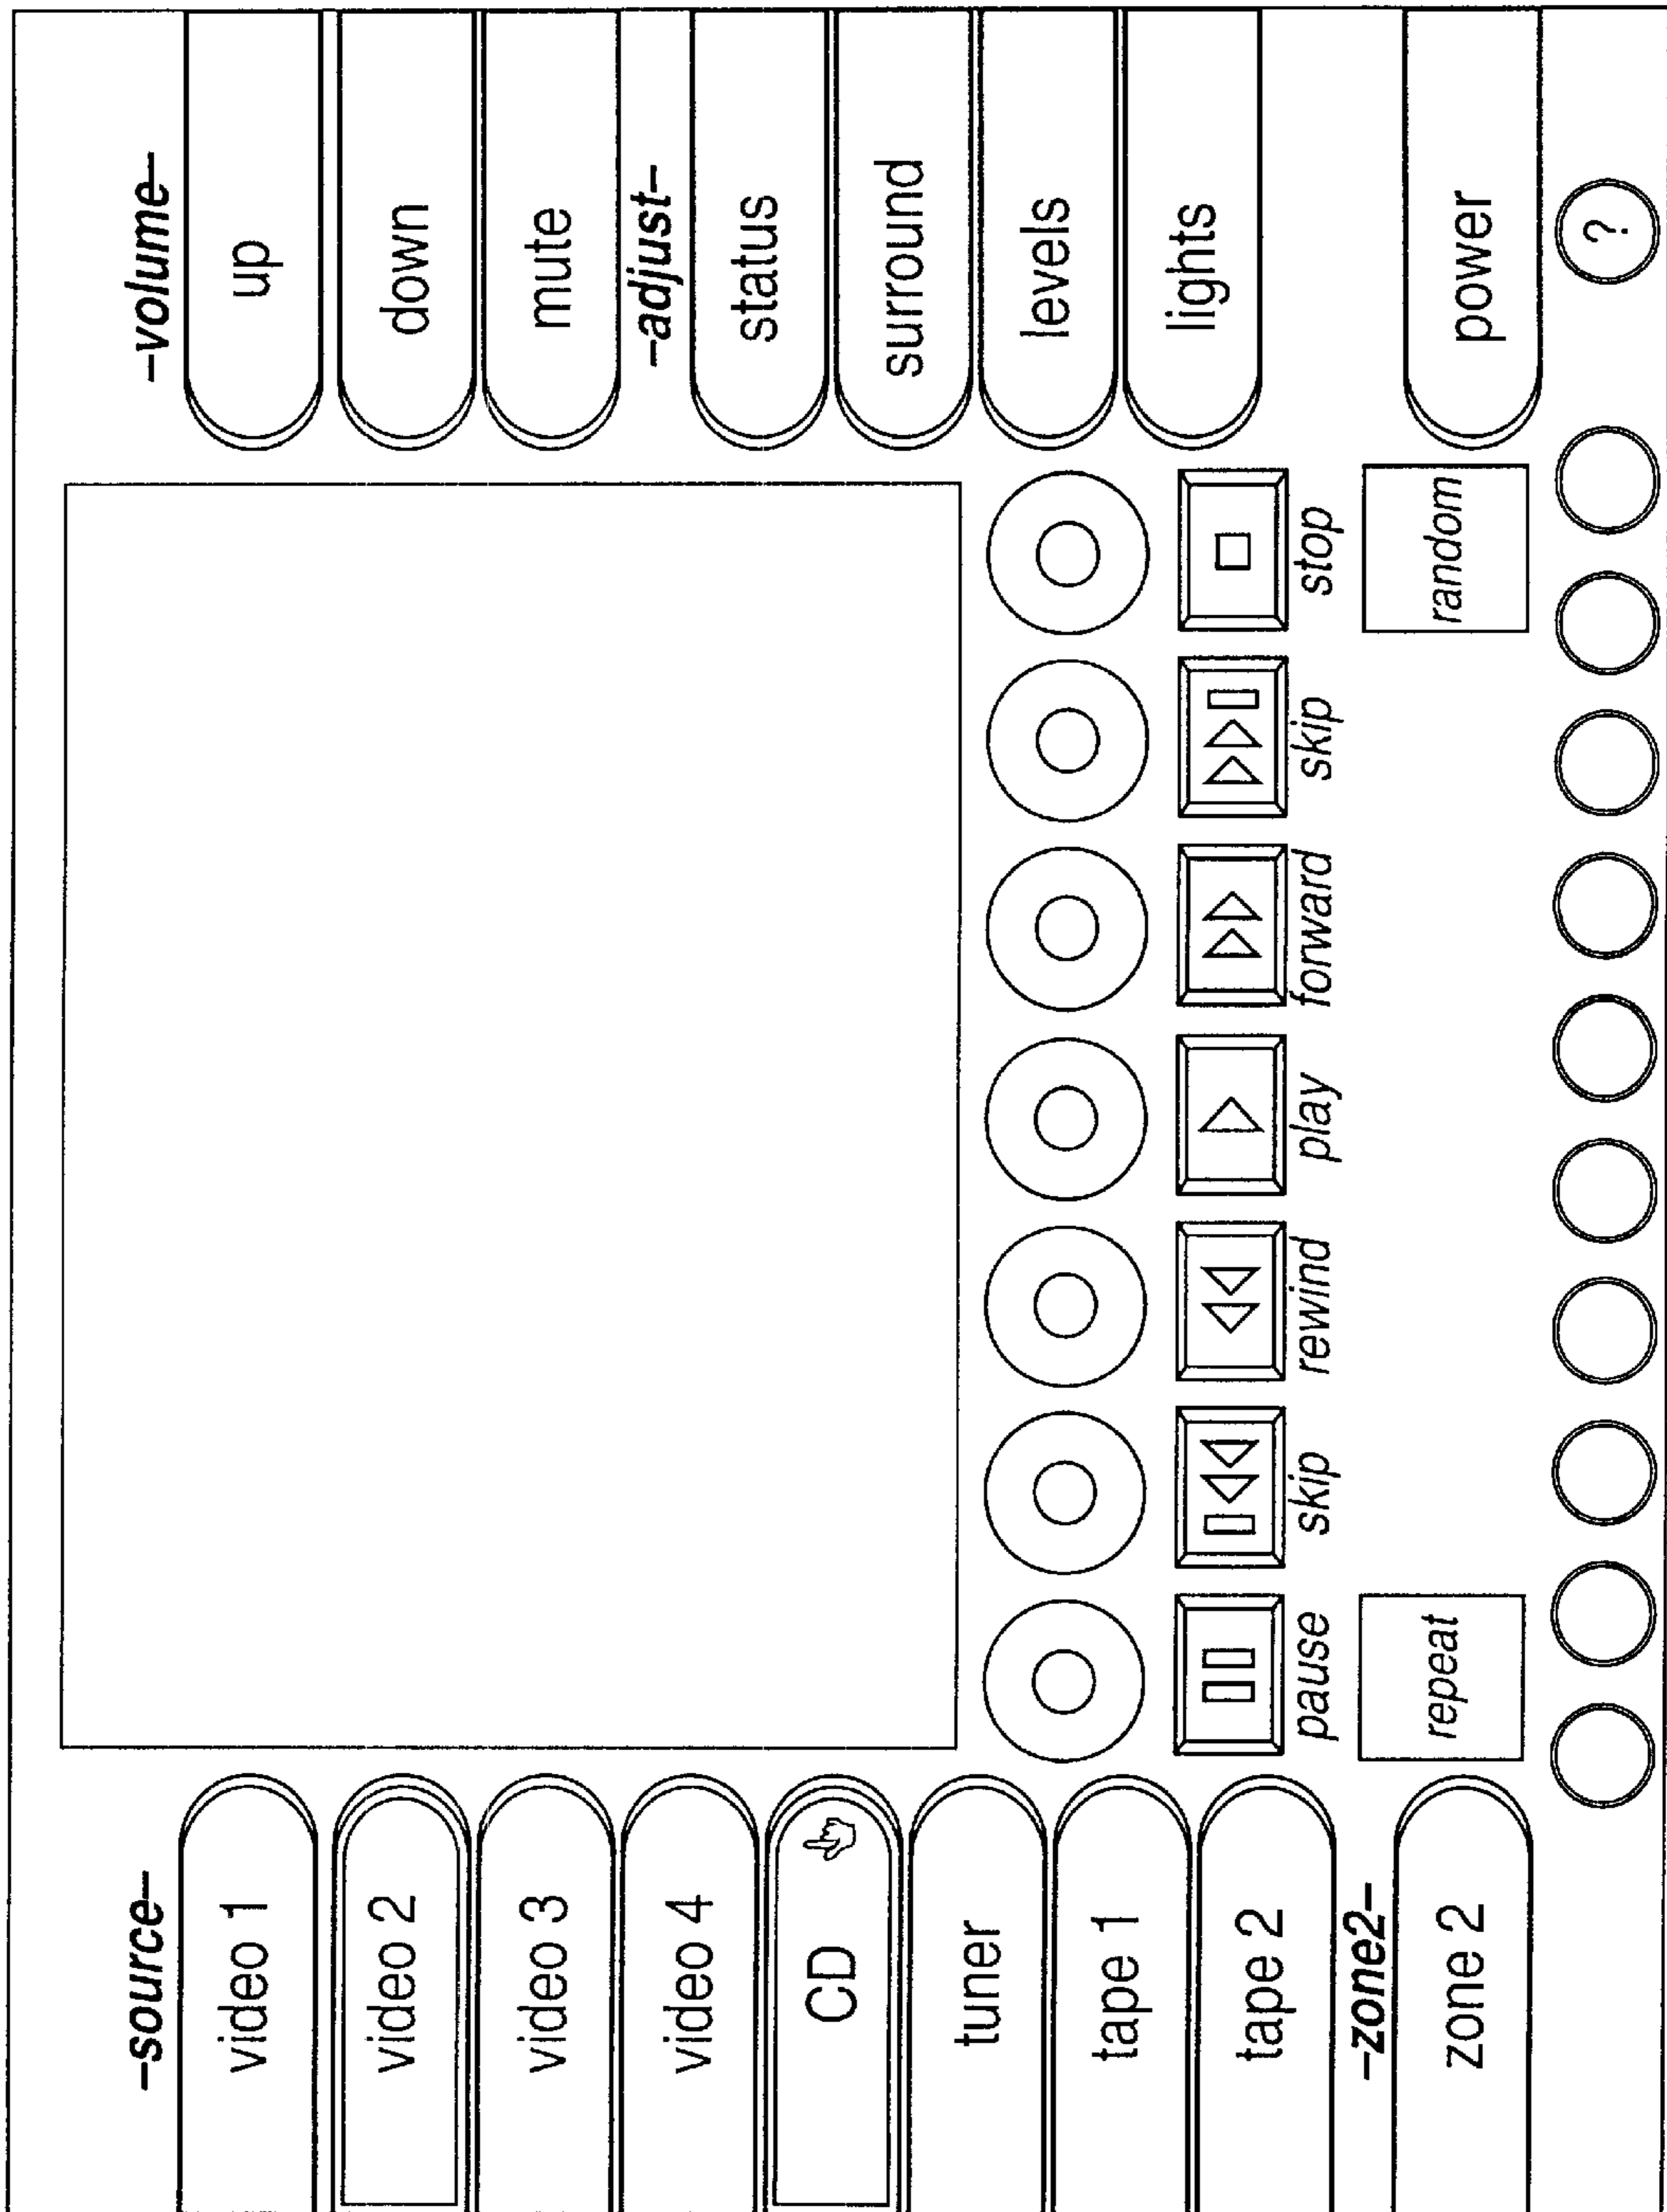 –source–
video 1
video 2
video 3
video 4
CD
tuner
tape 1
tape 2
–zone2–
zone 2
pause
skip
rewind
play
forward
skip
stop
repeat
random
–volume–
up
down
mute
–adjust–
status
surround
levels
lights
power
?